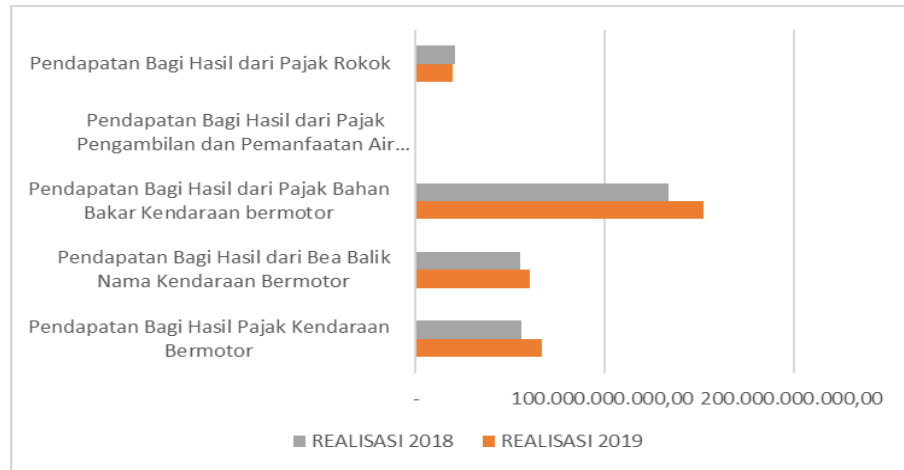 Pendapatan Bagi Hasil dari Pajak Rokok
Pendapatan Bagi Hasil dari Pajak
Pengambilan dan Pemanfaatan Air...
Pendapatan Bagi Hasil dari Pajak Bahan
Bakar Kendaraan bermotor
Pendapatan Bagi Hasil dari Bea Balik
Nama Kendaraan Bermotor
Pendapatan Bagi Hasil Pajak Kendaraan
Bermotor
- 100.000.000.000,00 200.000.000.000,00
REALISASI 2018 REALISASI 2019